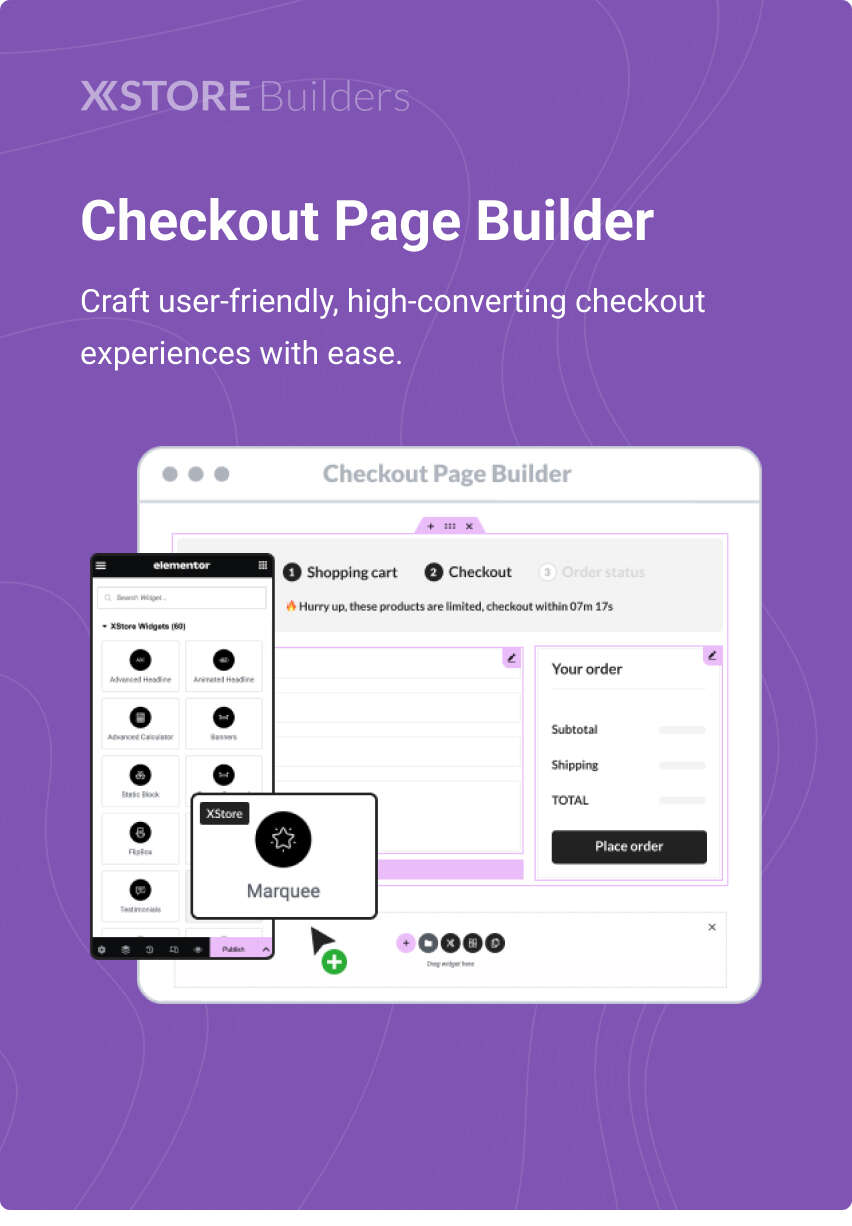 XSTORE Builders
Checkout Page Builder
Craft user-friendly, high-converting checkout
experiences with ease.
Checkout Page Builder
1 Shopping cart 2 Checkout 3 Order status
🔥 Hurry up, these products are limited, checkout within 07m 17s
elementor
Search Widget...
XStore Widgets (60)
Advanced Headline Animated Headline
Advanced Calculator Banners
Static Block
FlipBox
Testimonials
Publish
XStore
Marquee
Your order
Subtotal
Shipping
TOTAL
Place order
Drag widget here